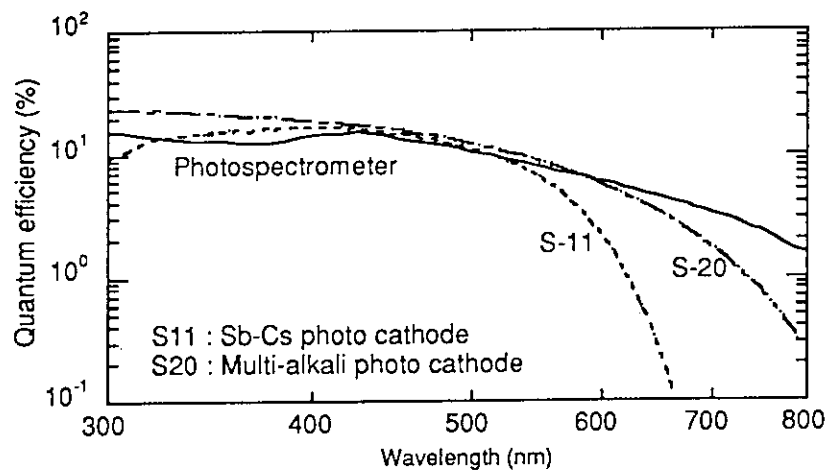 Quantum efficiency (%)
10²
10¹
10⁰
10⁻¹
Photospectrometer
S-11
S-20
S11 : Sb-Cs photo cathode
S20 : Multi-alkali photo cathode
300
400
500
600
700
800
Wavelength (nm)